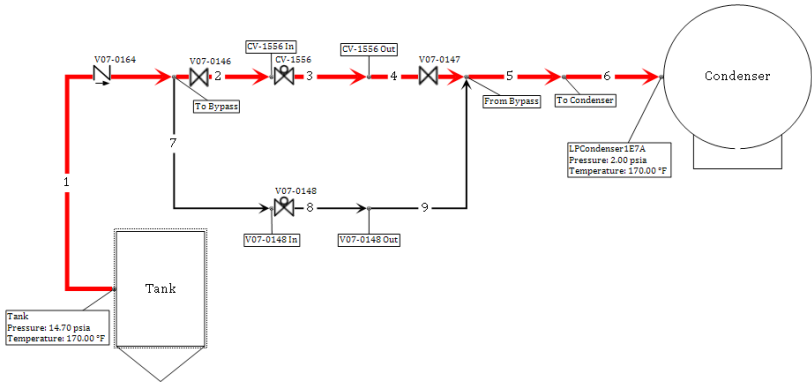 CV-1556 In
CV-1556 Out
V07-0164
V07-0146
CV-1556
V07-0147
2
3
4
5
6
Condenser
To Bypass
From Bypass
To Condenser
7
LPCondenser1E7A
Pressure: 2.00 psia
Temperature: 170.00 °F
1
V07-0148
8
9
V07-0148 In
V07-0148 Out
Tank
Tank
Pressure: 14.70 psia
Temperature: 170.00 °F